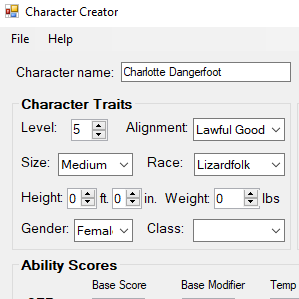 Character Creator
File Help
Character name: Charlotte Dangerfoot
Character Traits
Level: 5 Alignment: Lawful Good
Size: Medium Race: Lizardfolk
Height: 0 ft. 0 in. Weight: 0 lbs
Gender: Femal Class:
Ability Scores
Base Score Base Modifier Temp